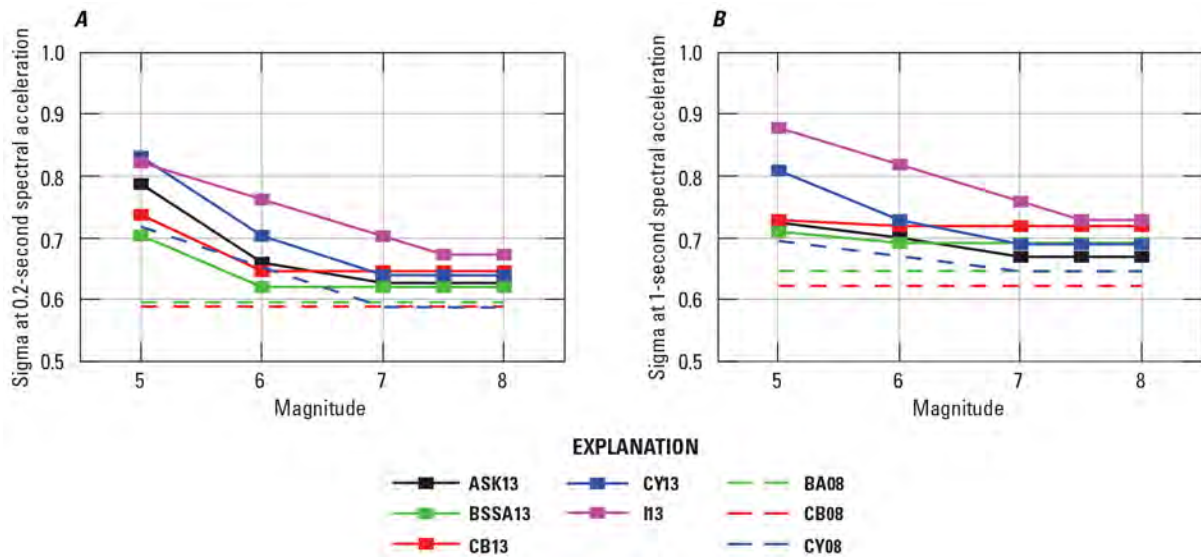 A
Sigma at 0.2-second spectral acceleration
1.0
0.9
0.8
0.7
0.6
0.5
5 6 7 8
Magnitude
B
Sigma at 1-second spectral acceleration
1.0
0.9
0.8
0.7
0.6
0.5
5 6 7 8
Magnitude
EXPLANATION
ASK13 CY13 BA08
BSSA13 I13 CB08
CB13 CY08